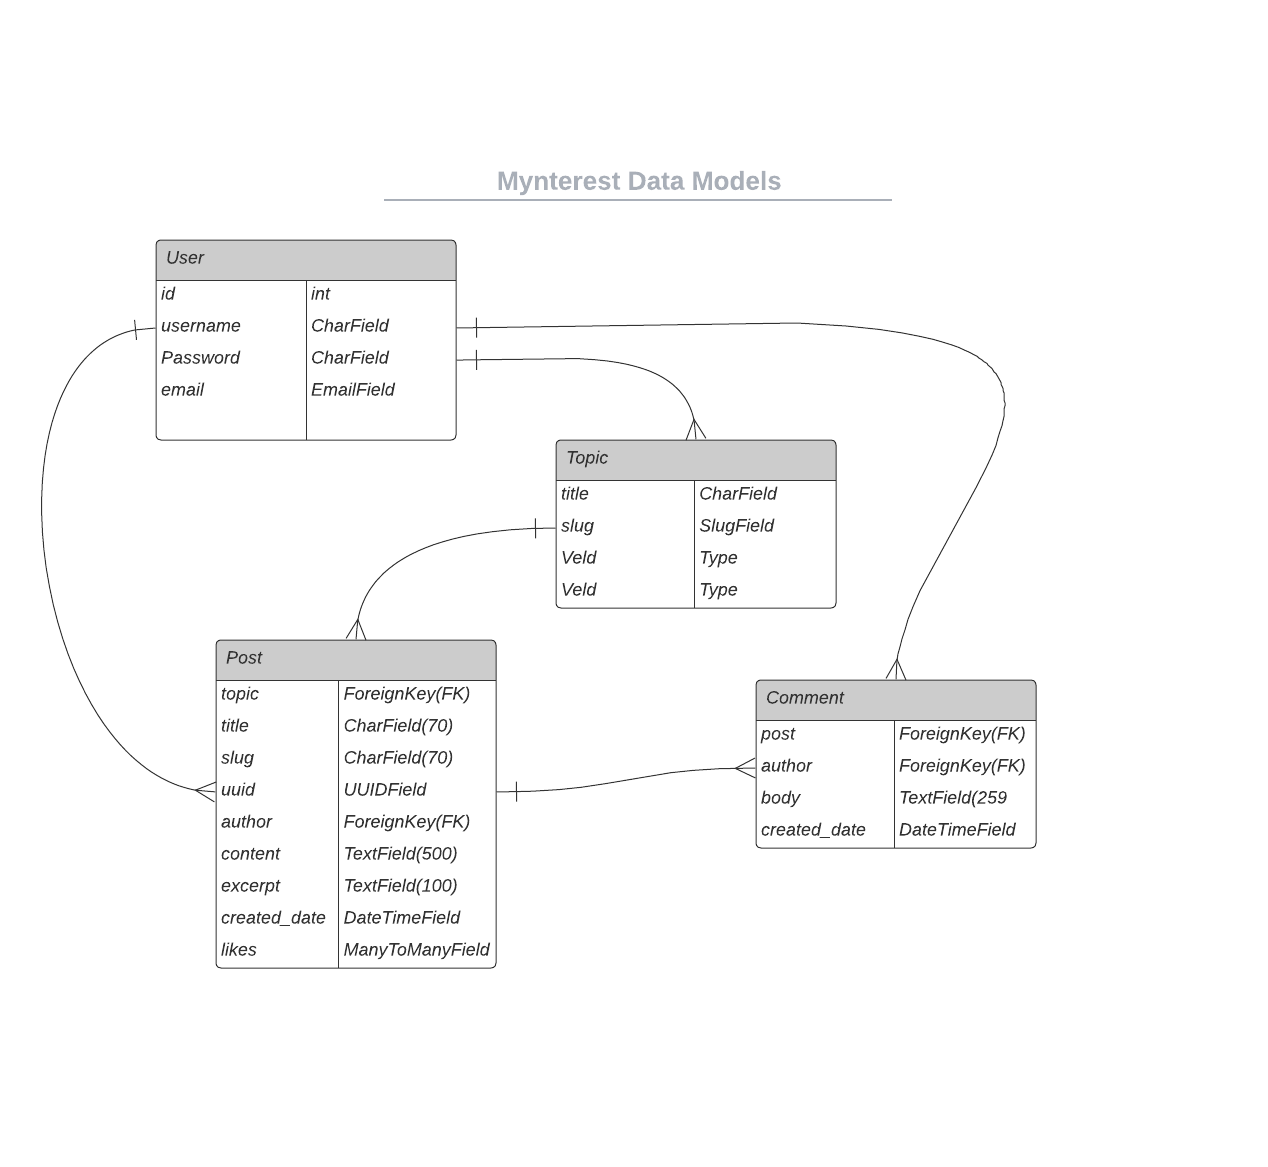 Mynterest Data Models
User
id int
username CharField
Password CharField
email EmailField
Topic
title CharField
slug SlugField
Veld Type
Veld Type
Post
topic ForeignKey(FK)
title CharField(70)
slug CharField(70)
uuid UUIDField
author ForeignKey(FK)
content TextField(500)
excerpt TextField(100)
created_date DateTimeField
likes ManyToManyField
Comment
post ForeignKey(FK)
author ForeignKey(FK)
body TextField(259
created_date DateTimeField